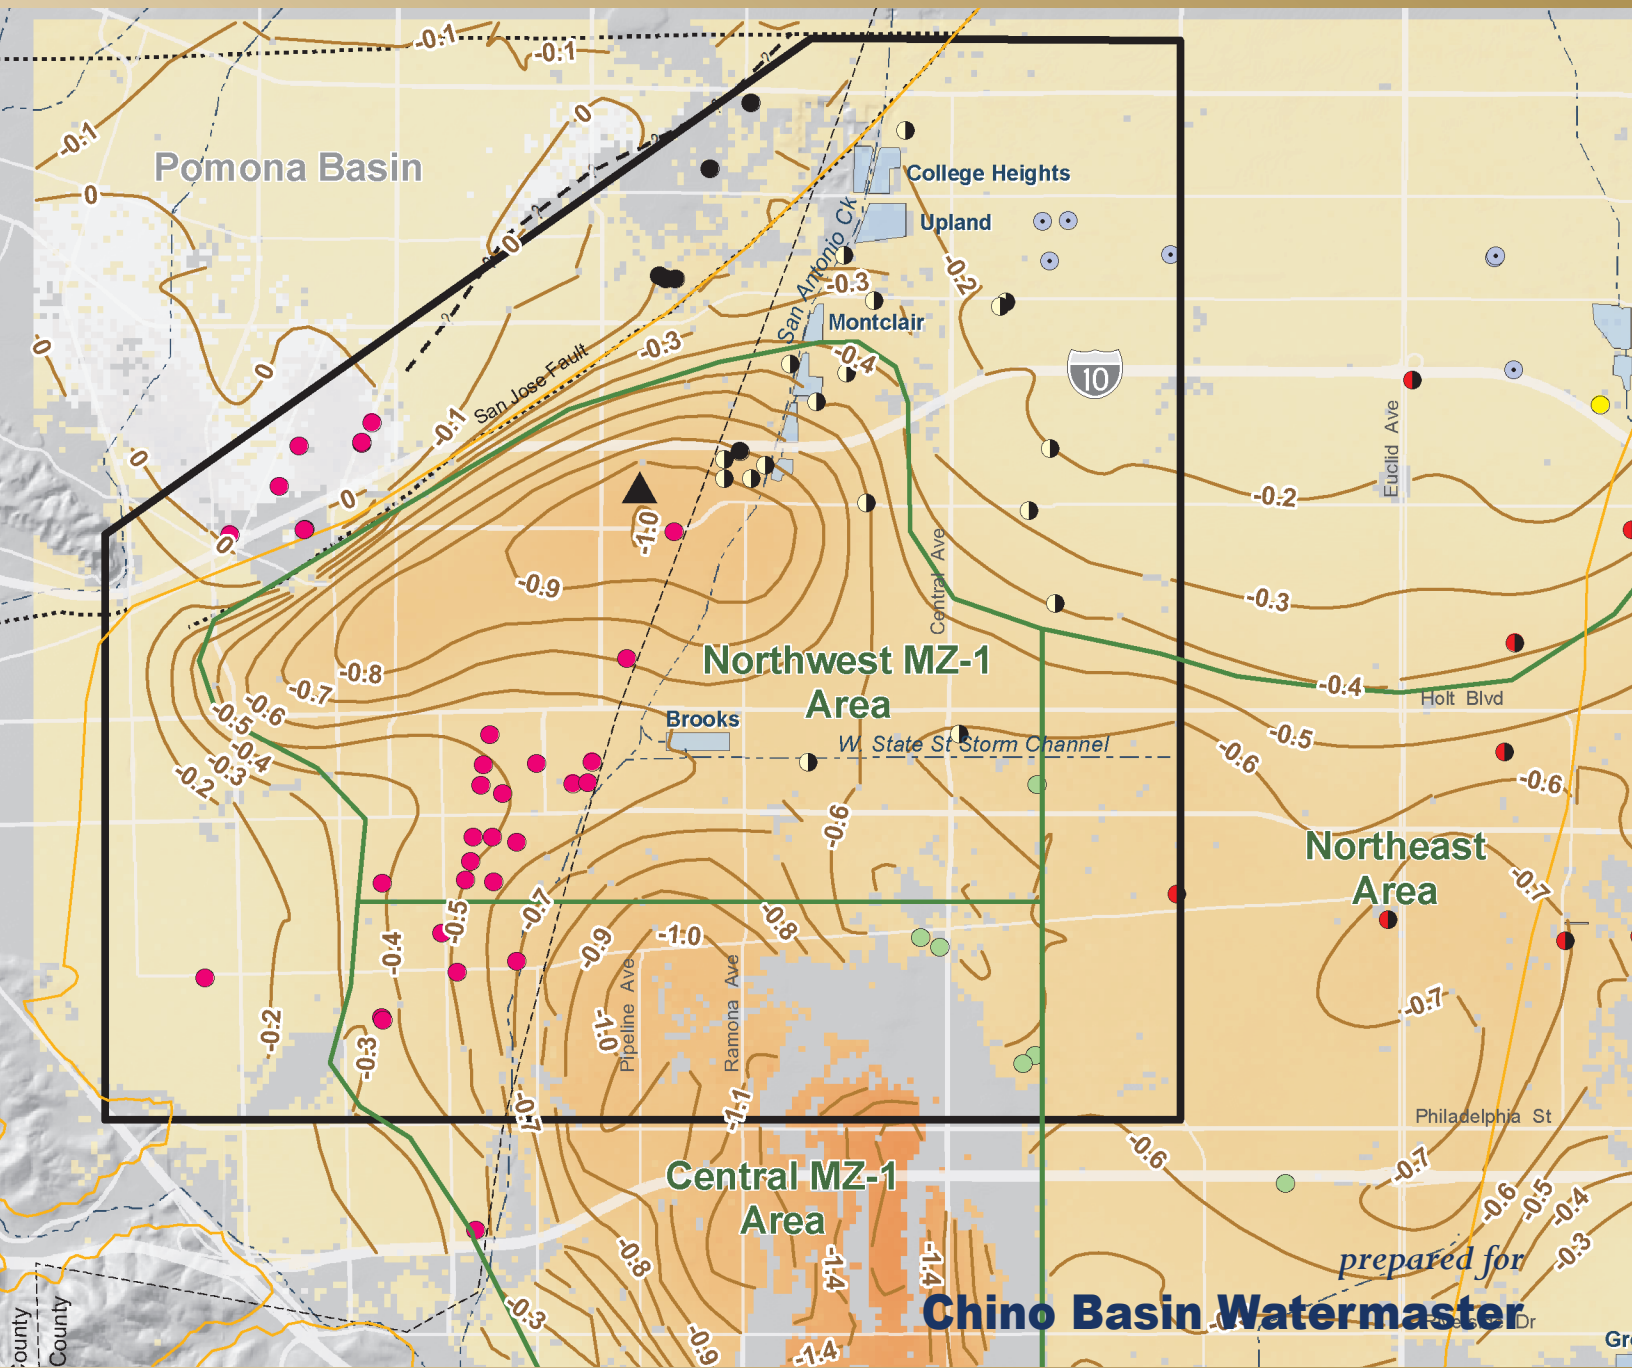 -0.1
-0.1
-0.1
0
Pomona Basin
0
College Heights
Upland
0
-0.2
San Antonio Ck
-0.3
Montclair
-0.3
-0.4
0
0
San Jose Fault
10
-0.1
Euclid Ave
0
0
-0.2
-1.0
0
-0.9
Central Ave
-0.3
Northwest MZ-1
Area
-0.8
-0.7
-0.6
-0.5
-0.4
-0.3
-0.2
-0.4
Holt Blvd
Brooks
W. State St Storm Channel
-0.5
-0.6
-0.6
-0.6
Northeast
Area
-0.7
-0.5
-0.7
-0.8
-0.9
-1.0
-0.4
Pipeline Ave
Ramona Ave
-0.7
-0.2
-0.3
-1.0
-0.7
-1.1
Philadelphia St
-0.6
-0.7
Central MZ-1
Area
-0.6
-0.5
-0.4
-0.3
-0.8
-1.4
-1.4
prepared for
Chino Basin Watermaster
-0.3
-0.9
-1.4
County
Dr